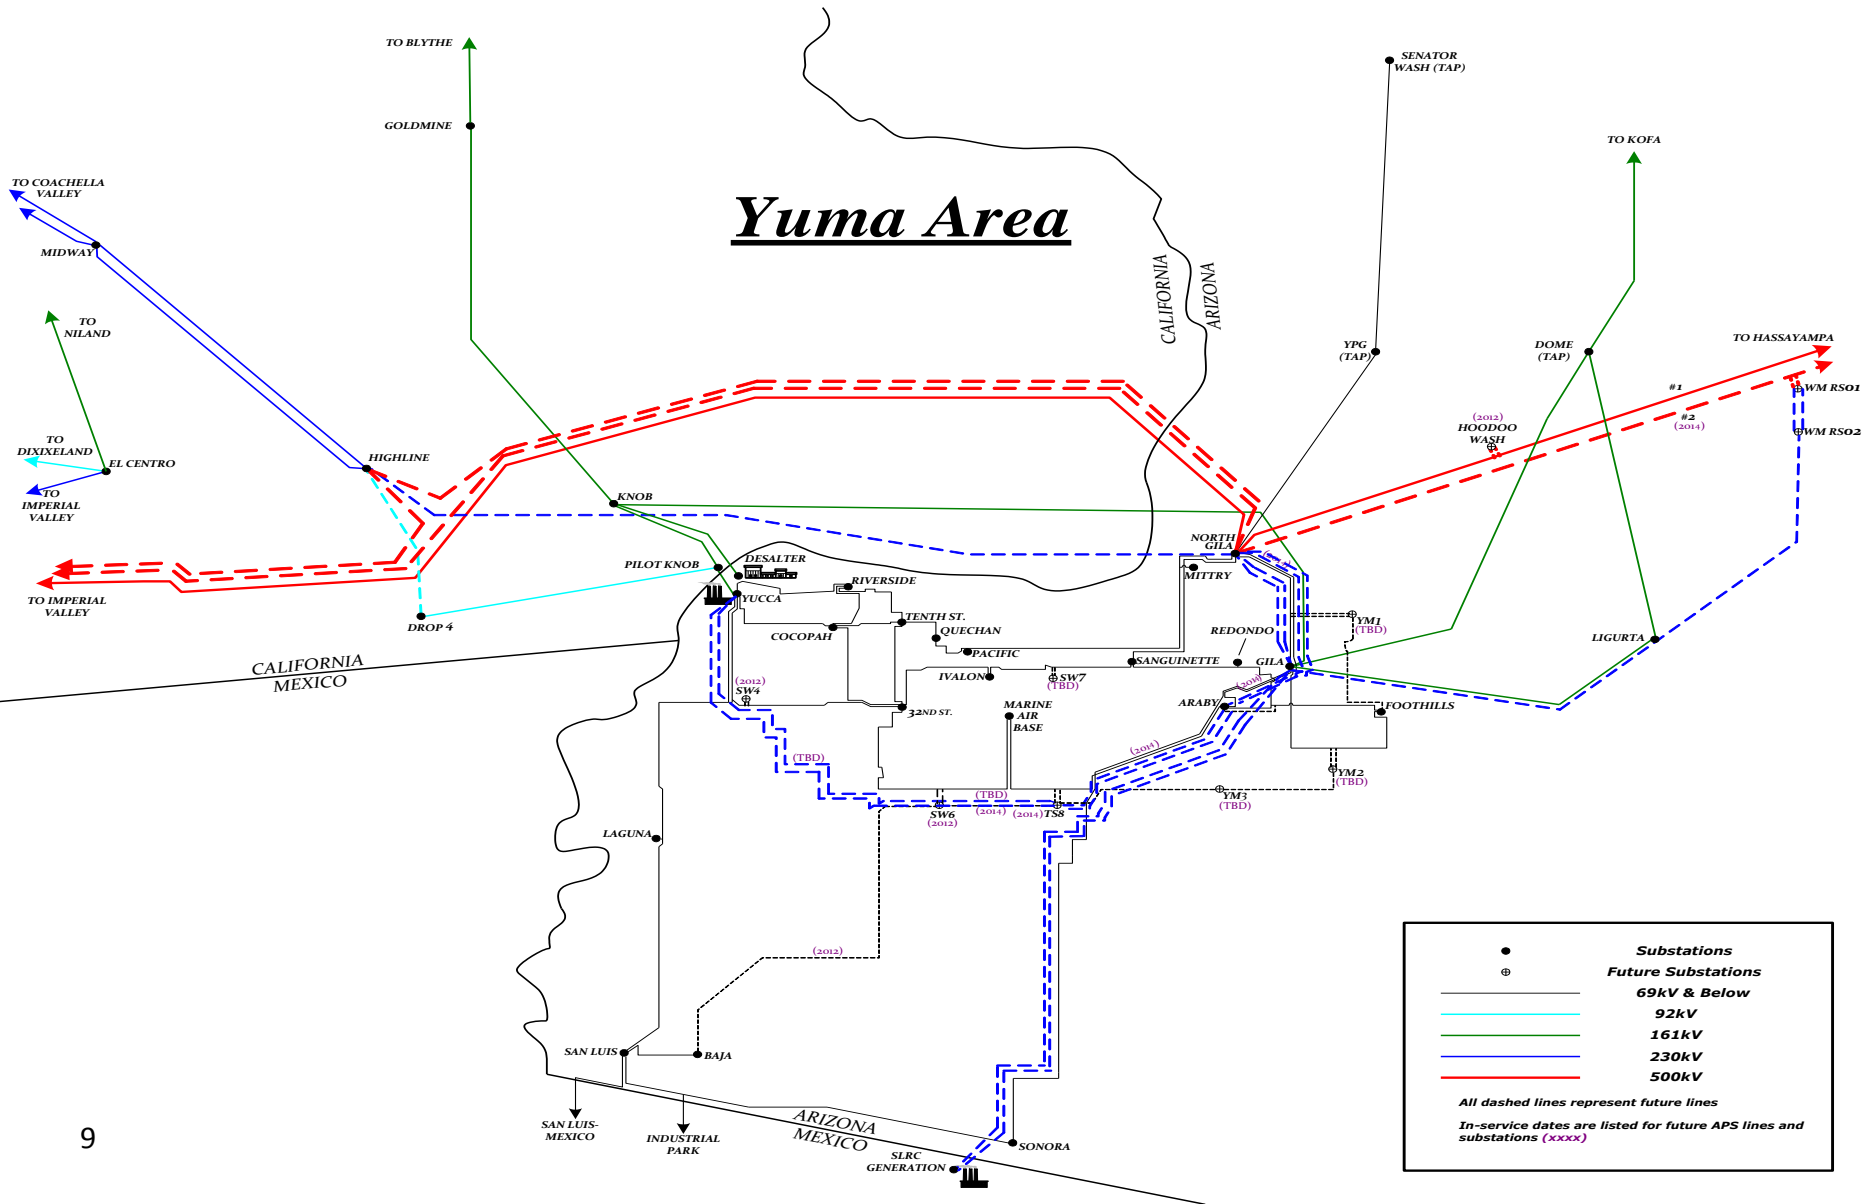 TO BLYTHE
SENATOR
WASH (TAP)
GOLDMINE
TO KOFA
TO COACHELLA
VALLEY
Yuma Area
MIDWAY
CALIFORNIA
ARIZONA
TO
NILAND
YPG
(TAP)
DOME
(TAP)
TO HASSAYAMPA
#1
WM RS01
#2
(2014)
(2012)
HOODOO
WASH
WM RS02
TO
DIXIXELAND
EL CENTRO
HIGHLINE
TO
IMPERIAL
VALLEY
KNOB
NORTH
GILA
(2014)
DESALTER
PILOT KNOB
MITTRY
RIVERSIDE
YUCCA
TO IMPERIAL
VALLEY
DROP 4
TENTH ST.
COCOPAH
QUECHAN
REDONDO
YM1
(TBD)
LIGURTA
PACIFIC
SANGUINETTE
GILA
CALIFORNIA
MEXICO
IVALON
SW7
(TBD)
(2012)
SW4
(2014)
32ND ST.
MARINE
AIR
BASE
ARABY
FOOTHILLS
(2014)
(TBD)
YM2
(TBD)
(TBD)
SW6
(2012)
(2014)
(2014)
TS8
YM3
(TBD)
LAGUNA
(2012)
SAN LUIS
BAJA
SAN LUIS-
MEXICO
INDUSTRIAL
PARK
ARIZONA
MEXICO
SONORA
SLRC
GENERATION
Substations
Future Substations
69kV & Below
92kV
161kV
230kV
500kV
All dashed lines represent future lines
In-service dates are listed for future APS lines and
substations (xxxx)
9